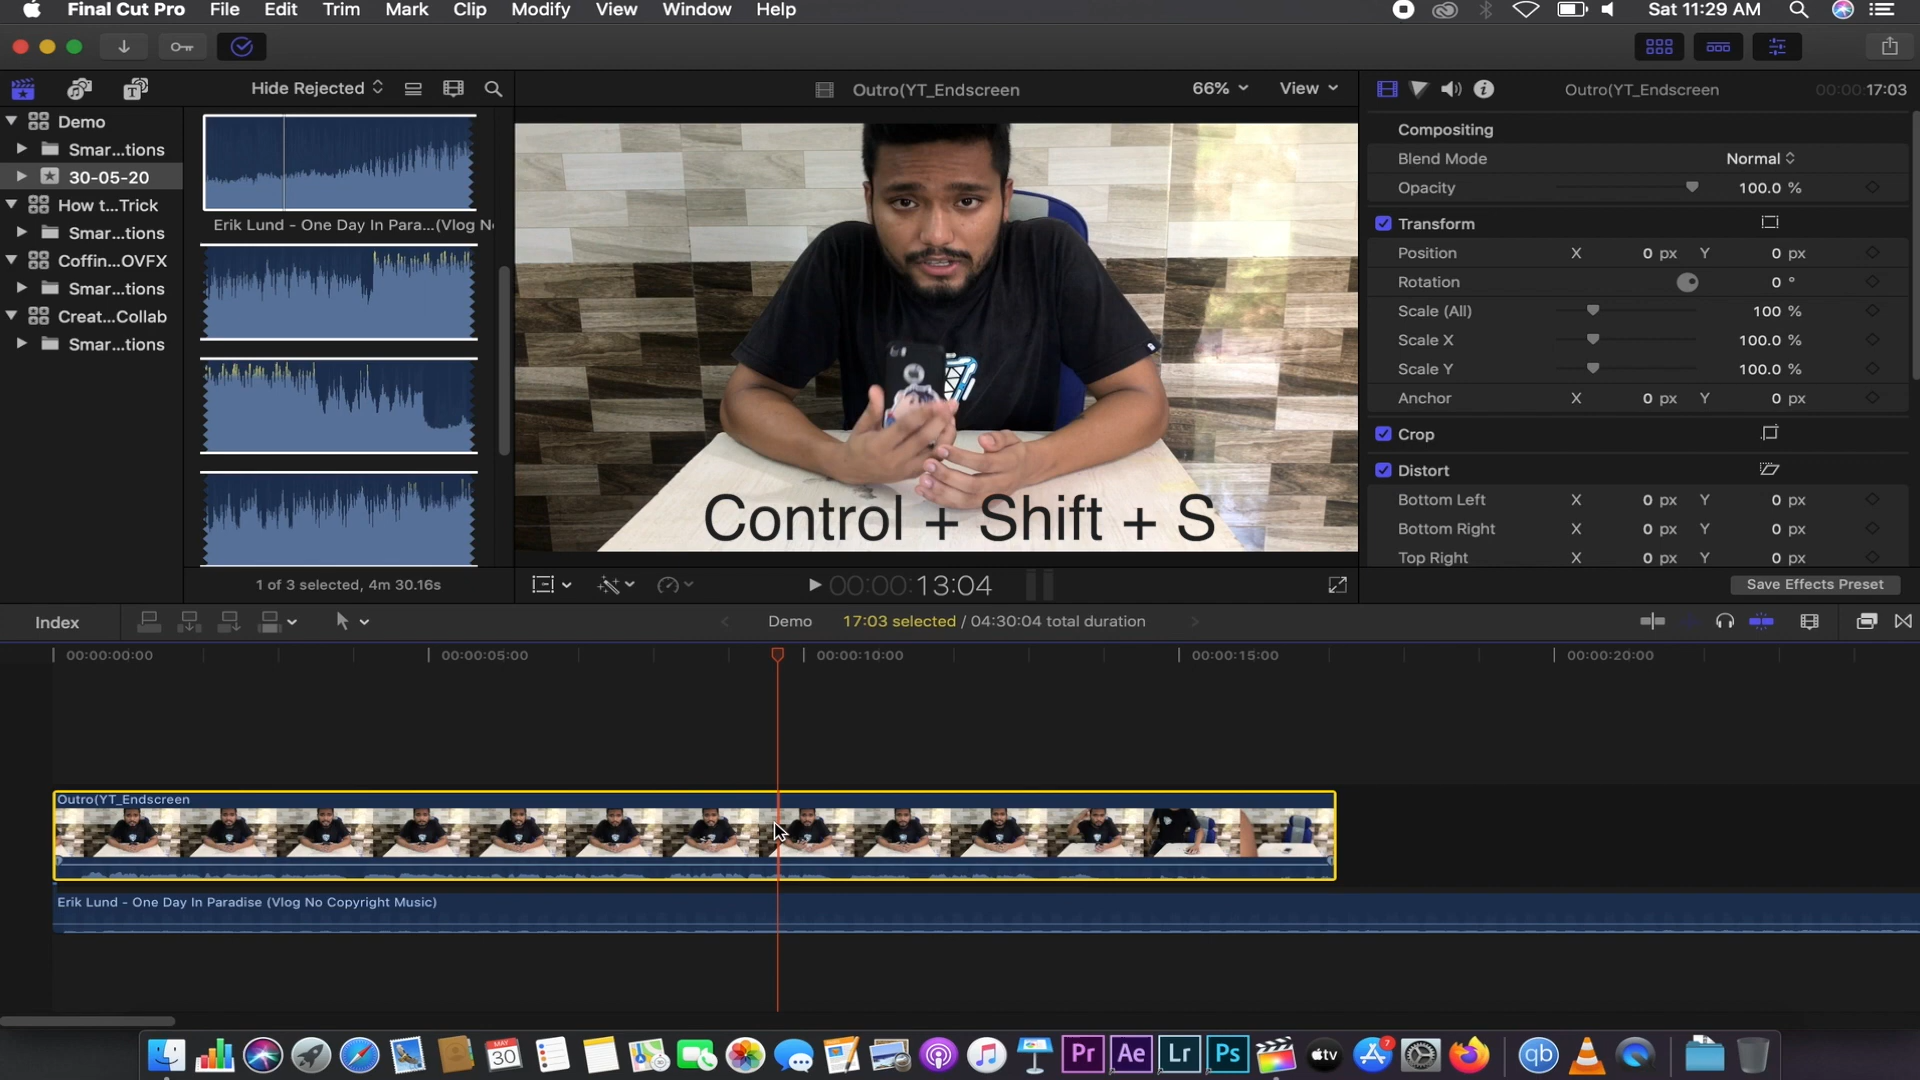 Final Cut Pro File Edit Trim Mark Clip Modify View Window Help Sat 11:29 AM
Hide Rejected
Outro(YT_Endscreen
66%
View
Outro(YT_Endscreen
00:00:17:03
Demo
Smar...tions
30-05-20
How t...Trick
Smar...tions
Coffin...OVFX
Smar...tions
Creat...Collab
Smar...tions
Erik Lund - One Day In Para...(Vlog N
1 of 3 selected, 4m 30.16s
Control + Shift + S
00:00:13:04
Compositing
Blend Mode Normal
Opacity 100.0 %
Transform
Position X 0 px Y 0 px
Rotation 0 °
Scale (All) 100 %
Scale X 100.0 %
Scale Y 100.0 %
Anchor X 0 px Y 0 px
Crop
Distort
Bottom Left X 0 px Y 0 px
Bottom Right X 0 px Y 0 px
Top Right X 0 px Y 0 px
Save Effects Preset
Index
Demo
17:03 selected / 04:30:04 total duration
00:00:00:00 00:00:05:00 00:00:10:00 00:00:15:00 00:00:20:00
Outro(YT_Endscreen
Erik Lund - One Day In Paradise (Vlog No Copyright Music)
MAY
30
Pr Ae Lr Ps tv 7 qb